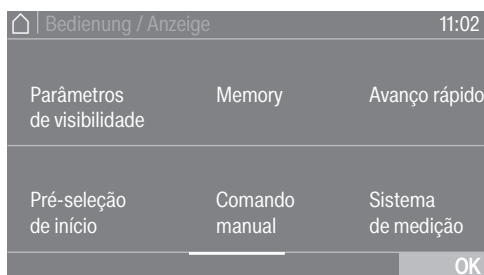 Bedienung / Anzeige 11:02
Parâmetros
de visibilidade
Memory
Avanço rápido
Pré-seleção
de início
Comando
manual
Sistema
de medição
OK